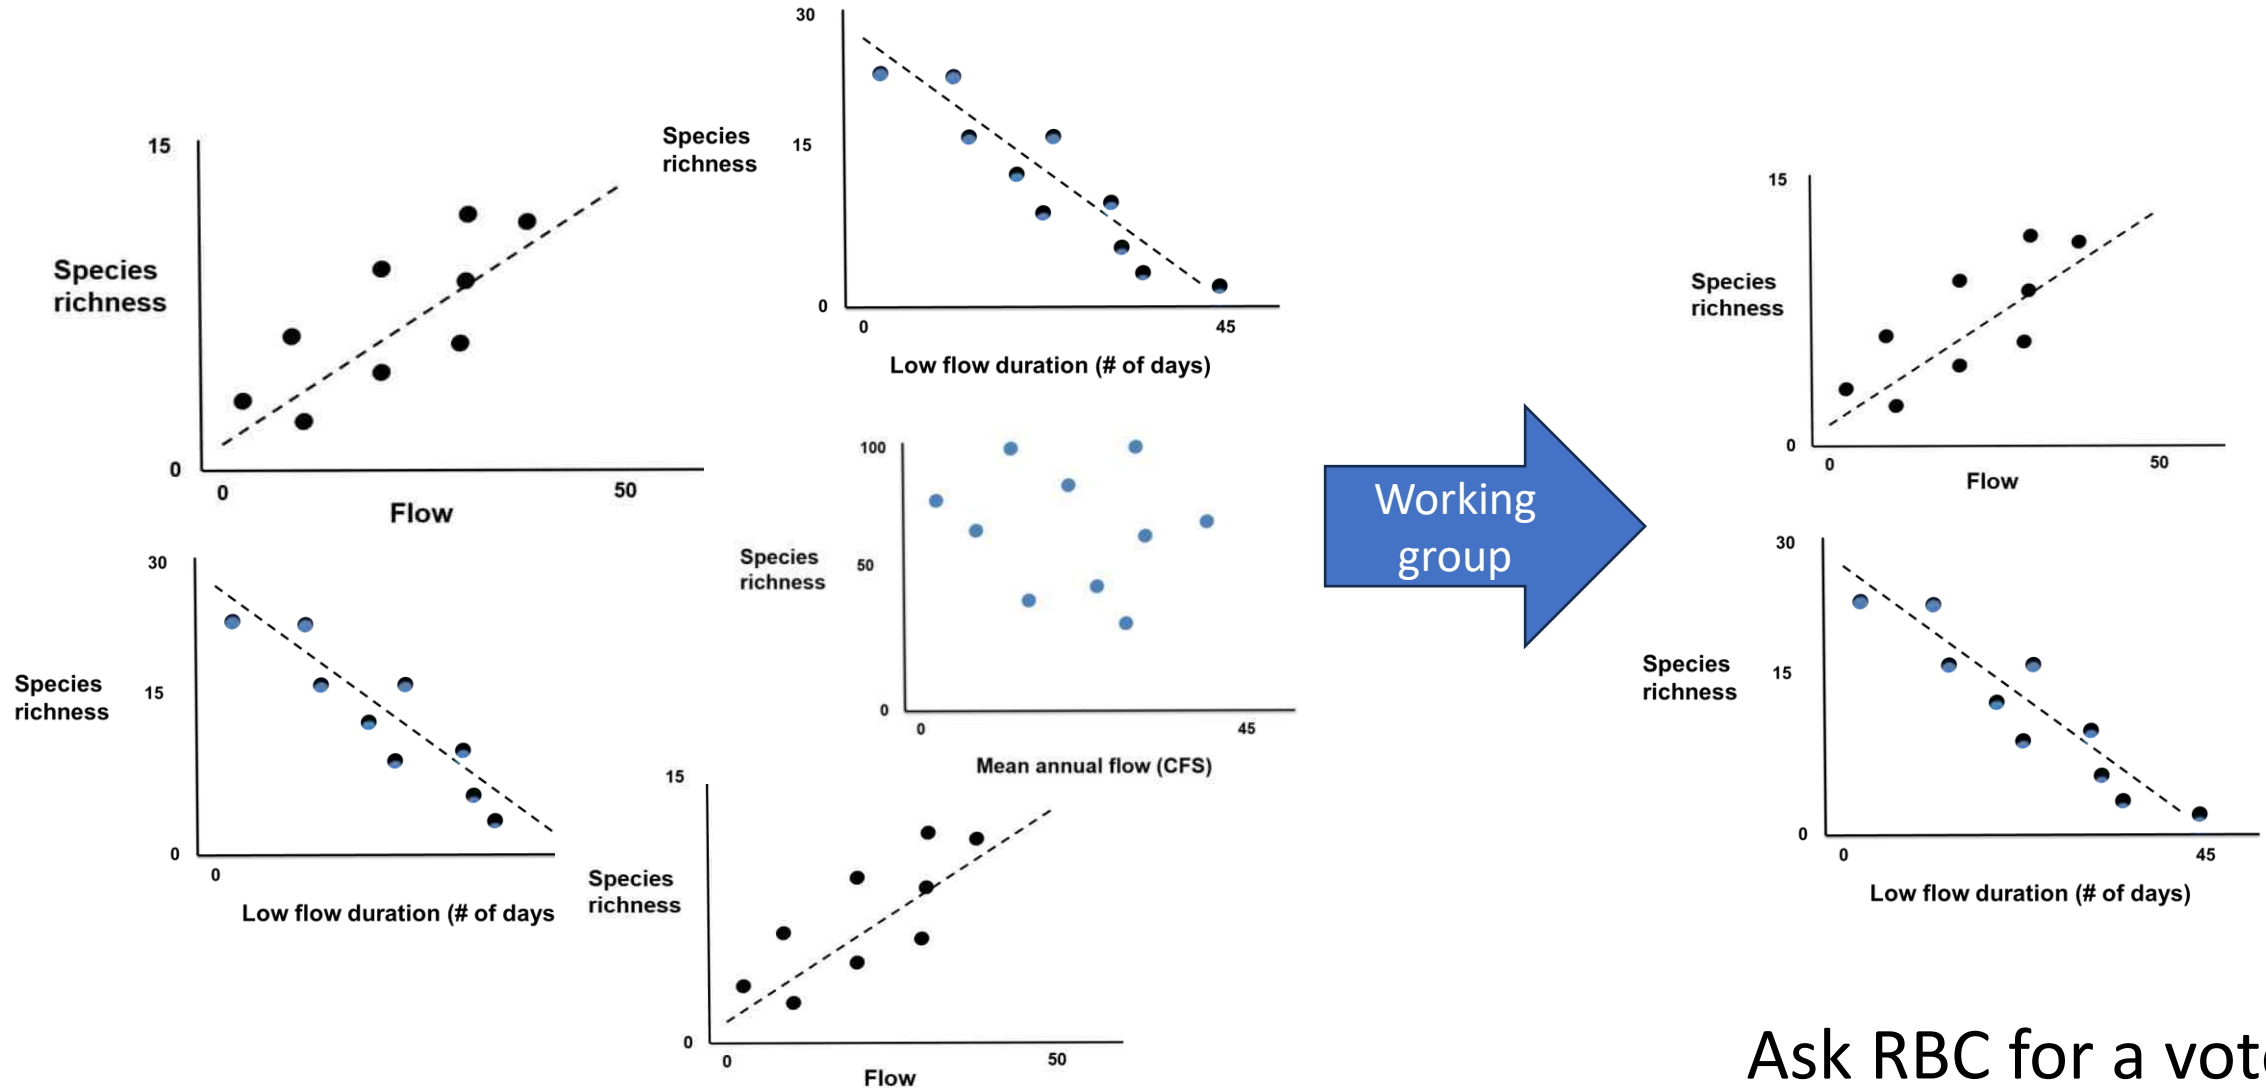 15
Species
richness
0
0
50
Flow
30
Species
richness
15
0
0
45
Low flow duration (# of days)
30
Species
richness
15
0
0
Low flow duration (# of days
100
Species
richness
50
0
0
45
Mean annual flow (CFS)
15
Species
richness
0
0
50
Flow
Working
group
15
Species
richness
0
0
50
Flow
30
Species
richness
15
0
0
45
Low flow duration (# of days)
Ask RBC for a vote